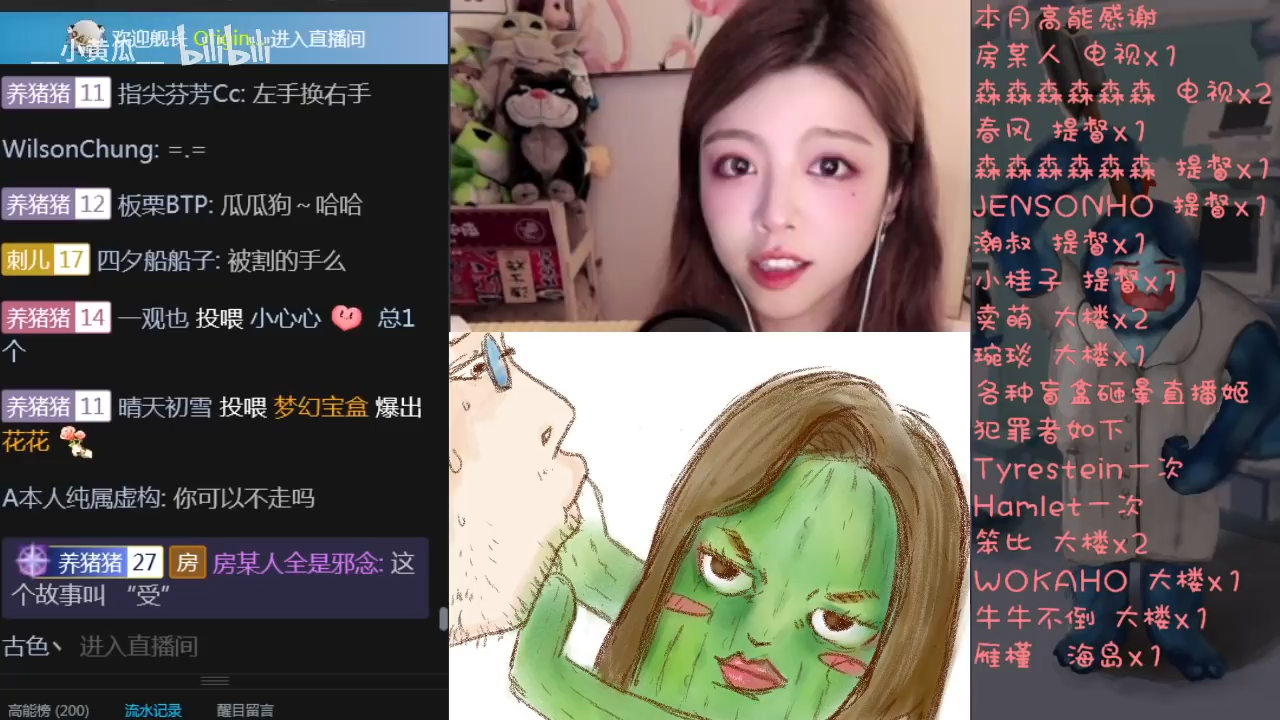 欢迎舰长 Origin...进入直播间
__小黄瓜__ bilibili
养猪猪 11 指尖芬芳Cc: 左手换右手
WilsonChung: =.=
养猪猪 12 板栗BTP: 瓜瓜狗～哈哈
刺儿 17 四夕船船子: 被割的手么
养猪猪 14 一观也 投喂 小心心 总1
个
养猪猪 11 晴天初雪 投喂 梦幻宝盒 爆出
花花
A本人纯属虚构: 你可以不走吗
养猪猪 27 房 房某人全是邪念: 这
个故事叫 “受”
古色丶 进入直播间
高能榜 (200) 流水记录 醒目留言
本月高能感谢
房某人 电视x1
森森森森森森 电视x2
春风 提督x1
森森森森森森 提督x1
JENSONHO 提督x1
潮叔 提督x1
小桂子 提督x1
卖萌 大楼x2
琬琰 大楼x1
各种盲盒砸晕直播姬
犯罪者如下
Tyrestein一次
Hamlet一次
笨比 大楼x2
WOKAHO 大楼x1
牛牛不倒 大楼x1
雁槿 海岛x1